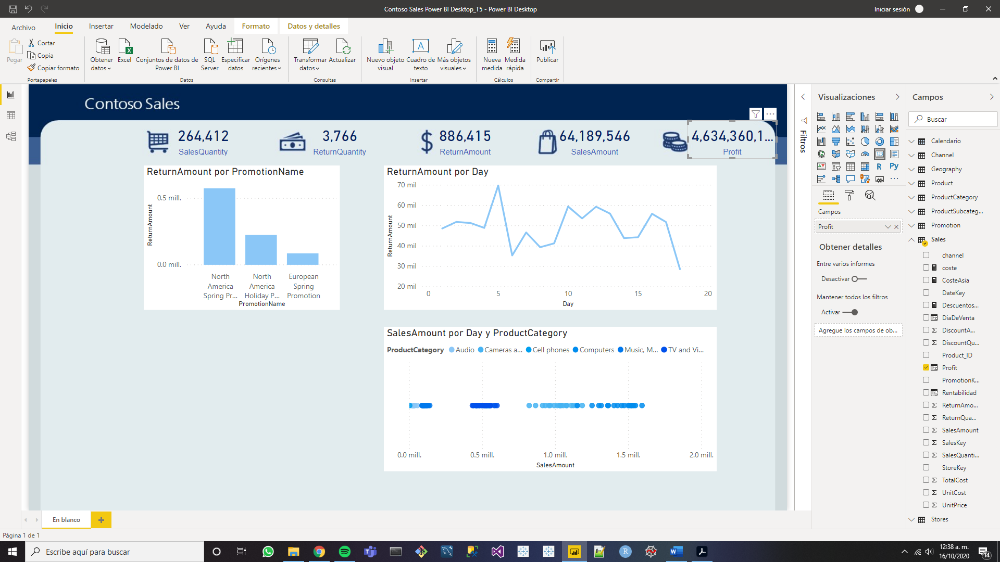 Contoso Sales Power BI Desktop_T5 - Power BI Desktop
Iniciar sesión
Archivo
Inicio
Insertar
Modelado
Ver
Ayuda
Formato
Datos y detalles
Pegar
Cortar
Copia
Copiar formato
Portapapeles
Obtener
datos
Excel
Conjuntos de datos de
Power BI
SQL
Server
Especificar
datos
Orígenes
recientes
Datos
Transformar
datos
Actualizar
Consultas
Nuevo objeto
visual
Cuadro de
texto
Más objetos
visuales
Insertar
Nueva
medida
Medida
rápida
Cálculos
Publicar
Compartir
Contoso Sales
264,412
SalesQuantity
3,766
ReturnQuantity
886,415
ReturnAmount
64,189,546
SalesAmount
4,634,360,1...
Profit
ReturnAmount por PromotionName
ReturnAmount
0.5 mill.
0.0 mill.
North
America
Spring Pr...
North
America
Holiday P...
European
Spring
Promotion
PromotionName
ReturnAmount por Day
ReturnAmount
70 mil
60 mil
50 mil
40 mil
30 mil
20 mil
0
5
10
15
20
Day
SalesAmount por Day y ProductCategory
ProductCategory
Audio
Cameras a...
Cell phones
Computers
Music, M...
TV and Vi...
0.0 mill.
0.5 mill.
1.0 mill.
1.5 mill.
2.0 mill.
SalesAmount
Filtros
Visualizaciones
R
Py
Campos
Profit
Obtener detalles
Entre varios informes
Desactivar
Mantener todos los filtros
Activar
Agregue los campos de ob...
Campos
Buscar
Calendario
Channel
Geography
Product
ProductCategory
ProductSubcateg...
Promotion
Sales
channel
coste
CosteAsia
DateKey
Descuentos...
DiaDeVenta
DiscountA...
DiscountQu...
Product_ID
Profit
PromotionK...
Rentabilidad
ReturnAmo...
ReturnQua...
SalesAmount
SalesKey
SalesQuanti...
StoreKey
TotalCost
UnitCost
UnitPrice
Stores
En blanco
Página 1 de 1
Escribe aquí para buscar
12:38 a. m.
16/10/2020
14